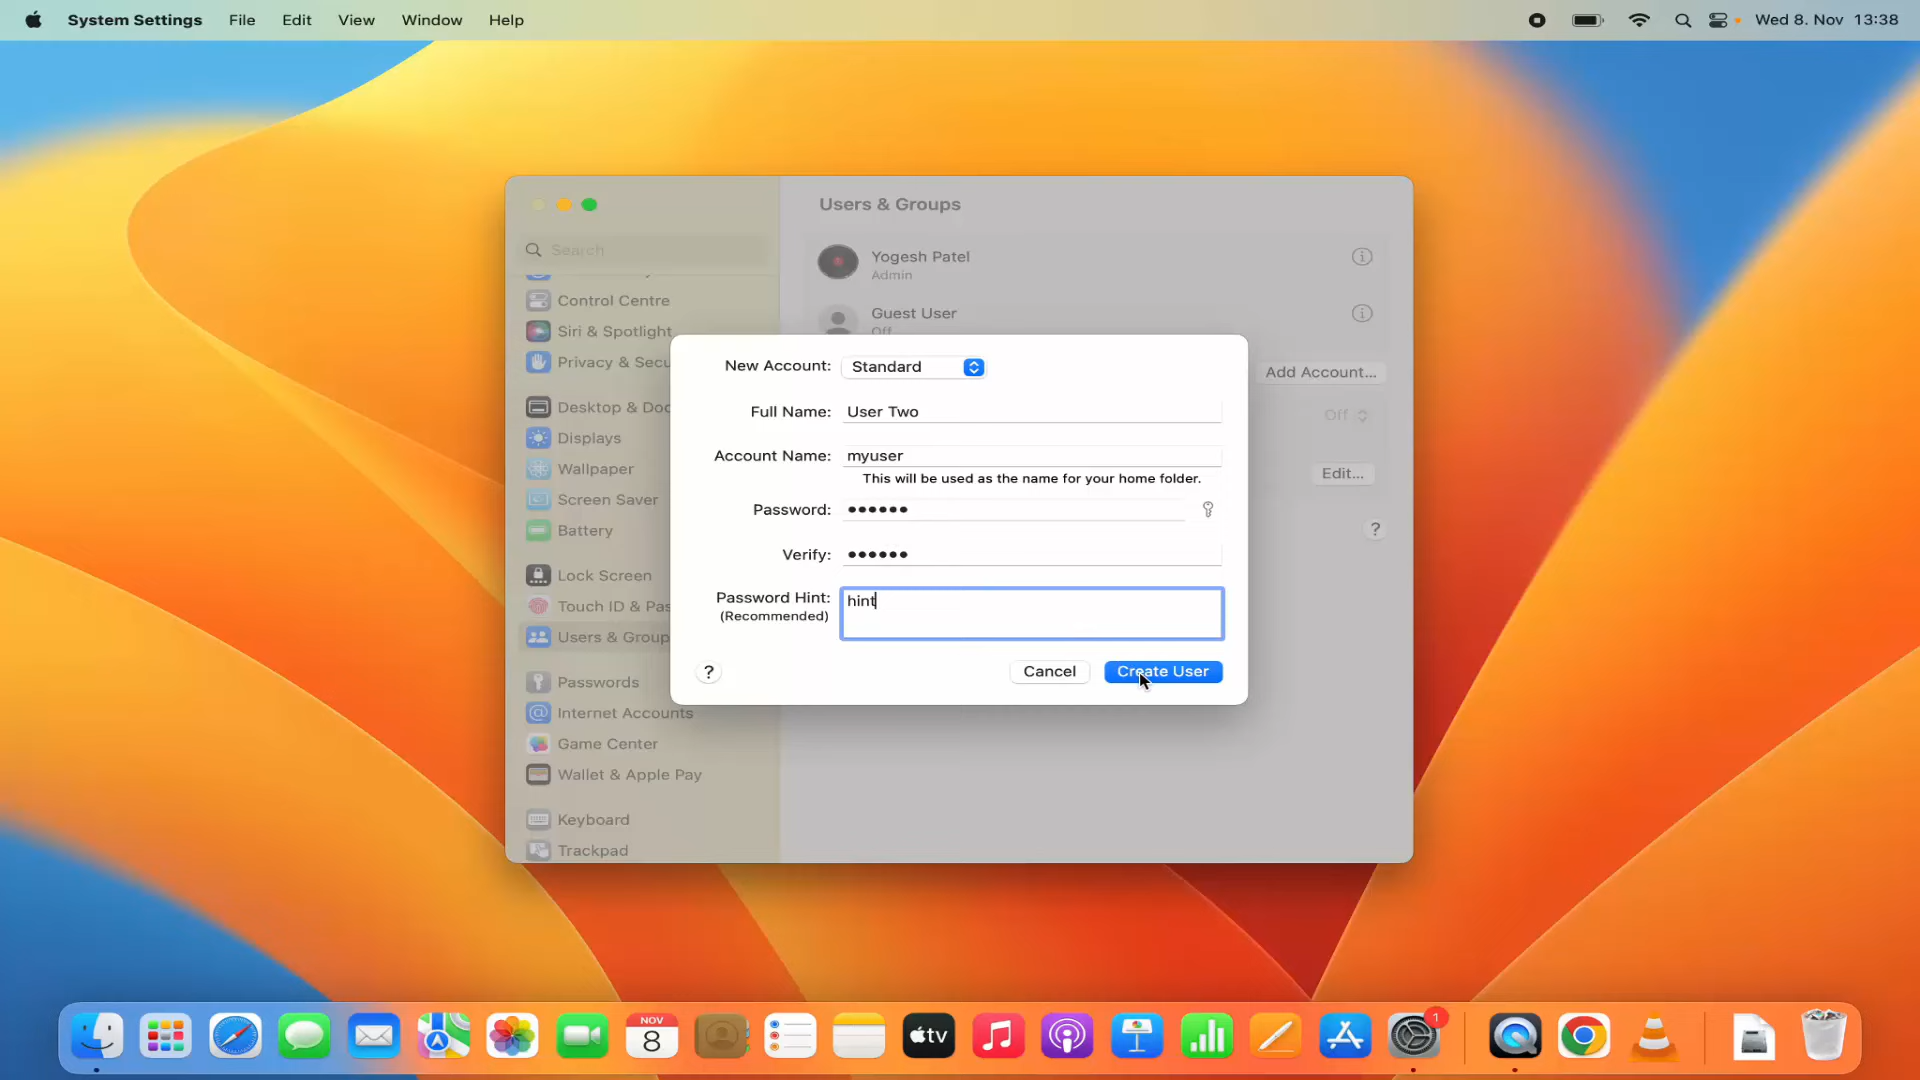 System Settings File Edit View Window Help Wed 8. Nov 13:38
Users & Groups
Search
Yogesh Patel
Admin
Guest User
Off
Control Centre
Siri & Spotlight
Privacy & Secu
Desktop & Doc
Displays
Wallpaper
Screen Saver
Battery
Lock Screen
Touch ID & Pas
Users & Group
Passwords
Internet Accounts
Game Center
Wallet & Apple Pay
Keyboard
Trackpad
Add Account...
Off
Edit...
?
New Account: Standard
Full Name: User Two
Account Name: myuser
This will be used as the name for your home folder.
Password: ••••••
Verify: ••••••
Password Hint: hint
(Recommended)
? Cancel Create User
NOV
8
tv
1